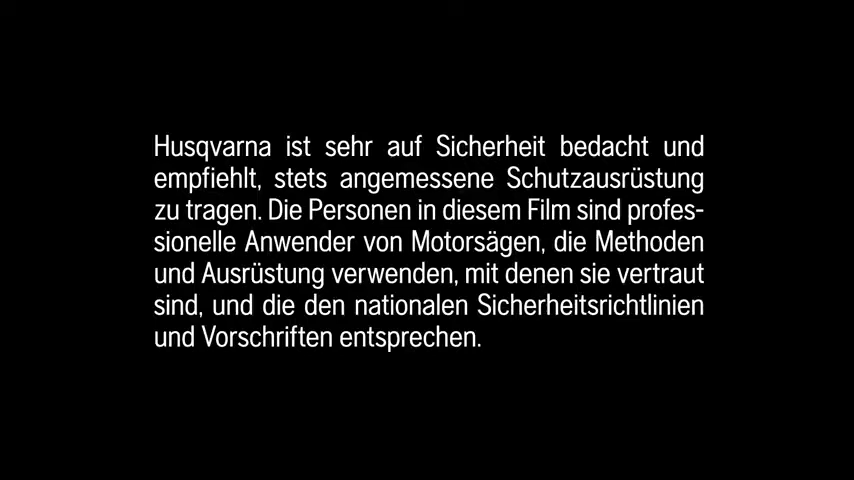 Husqvarna ist sehr auf Sicherheit bedacht und
empfiehlt, stets angemessene Schutzausrüstung
zu tragen. Die Personen in diesem Film sind profes-
sionelle Anwender von Motorsägen, die Methoden
und Ausrüstung verwenden, mit denen sie vertraut
sind, und die den nationalen Sicherheitsrichtlinien
und Vorschriften entsprechen.